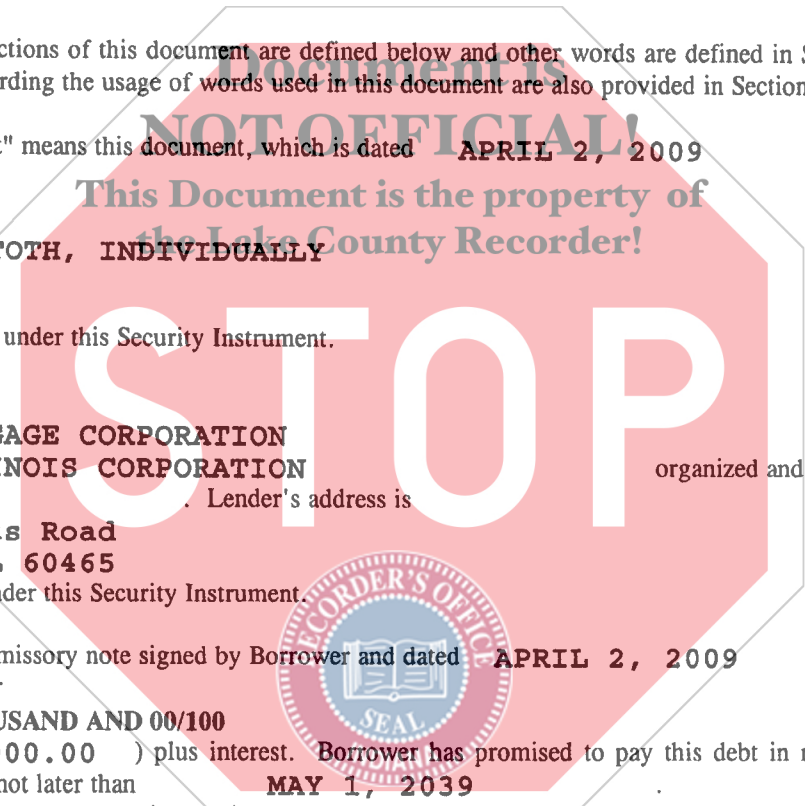 ctions of this document are defined below and other words are defined in S
rding the usage of words used in this document are also provided in Section
Document is
NOT OFFICIAL!
" means this document, which is dated APRIL 2, 2009
This Document is the property of
the Lake County Recorder!
TOTH, INDIVIDUALLY
under this Security Instrument.
STOP
GAGE CORPORATION
INOIS CORPORATION organized and
. Lender's address is
s Road
60465
der this Security Instrument.
RECORDER'S OFFICE
SEAL
missory note signed by Borrower and dated APRIL 2, 2009
USAND AND 00/100
00.00 ) plus interest. Borrower has promised to pay this debt in
not later than MAY 1, 2039